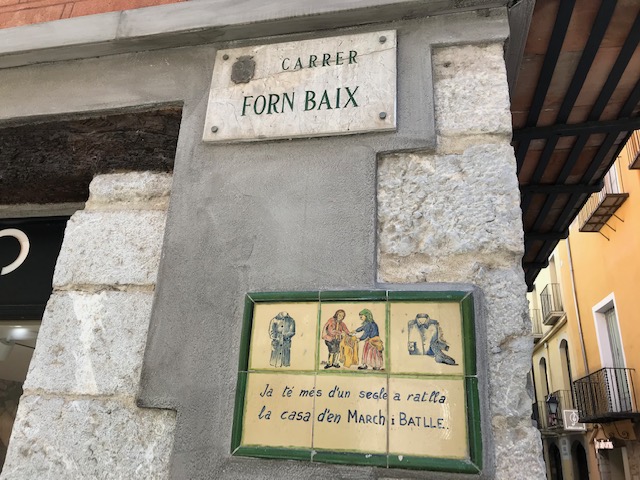 CARRER
FORN BAIX
Ja té més d'un segle a ratlla
la casa d'en MARCH i BATLLE.